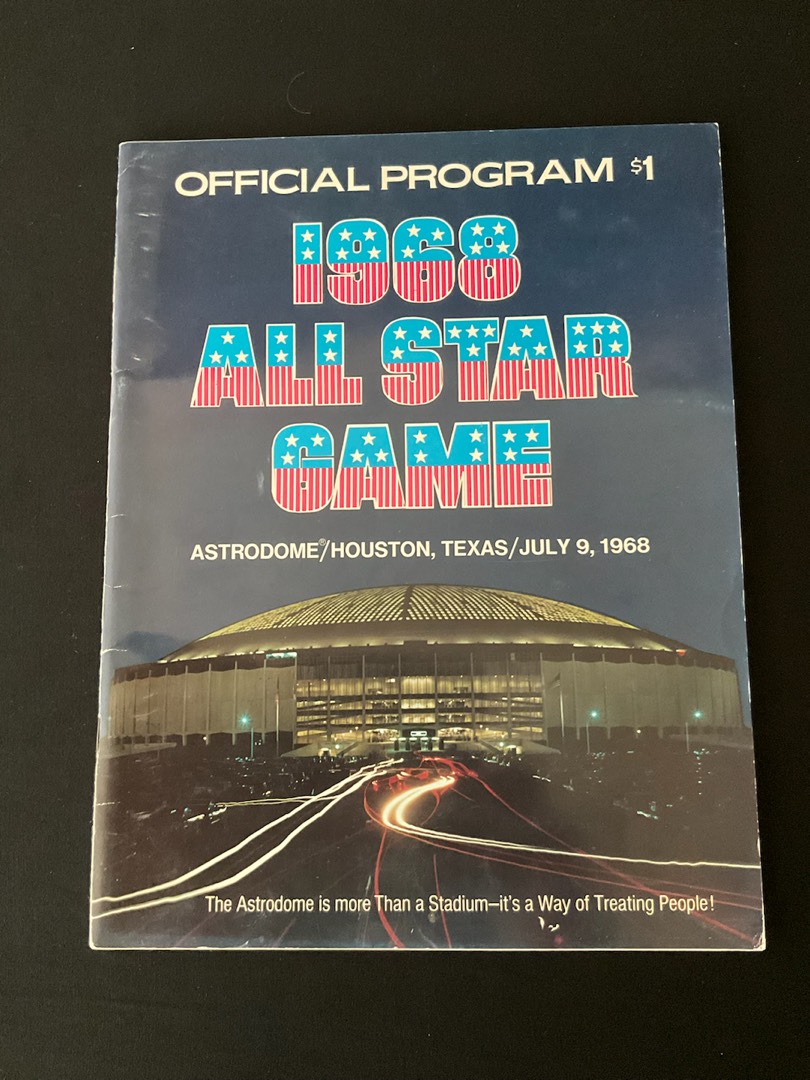 OFFICIAL PROGRAM $1
1968
ALL STAR
GAME
ASTRODOME®/HOUSTON, TEXAS/JULY 9, 1968
The Astrodome is more Than a Stadium—it's a Way of Treating People!